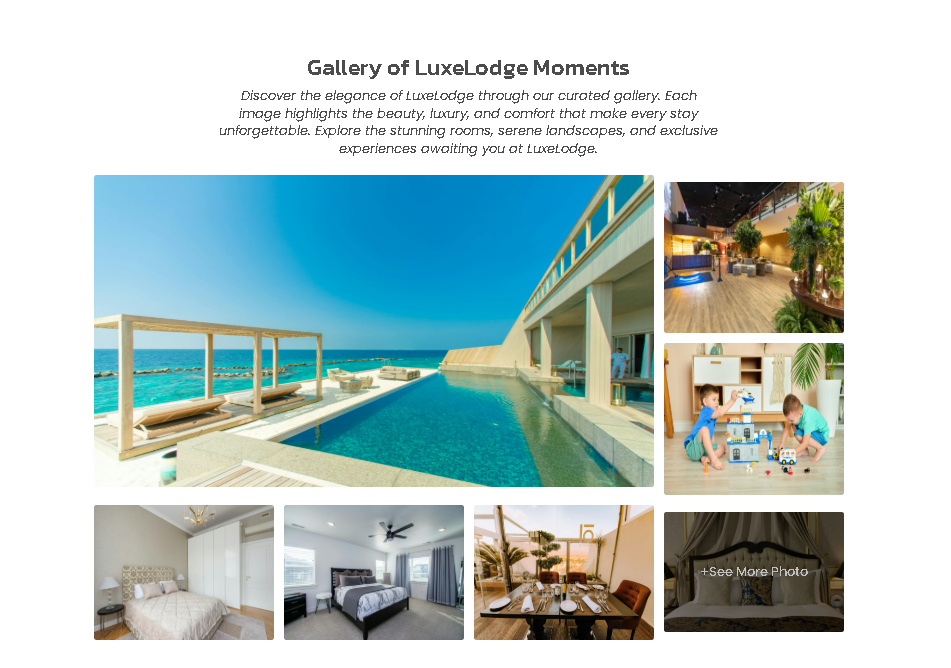 Gallery of LuxeLodge Moments
Discover the elegance of LuxeLodge through our curated gallery. Each
image highlights the beauty, luxury, and comfort that make every stay
unforgettable. Explore the stunning rooms, serene landscapes, and exclusive
experiences awaiting you at LuxeLodge.
+See More Photo